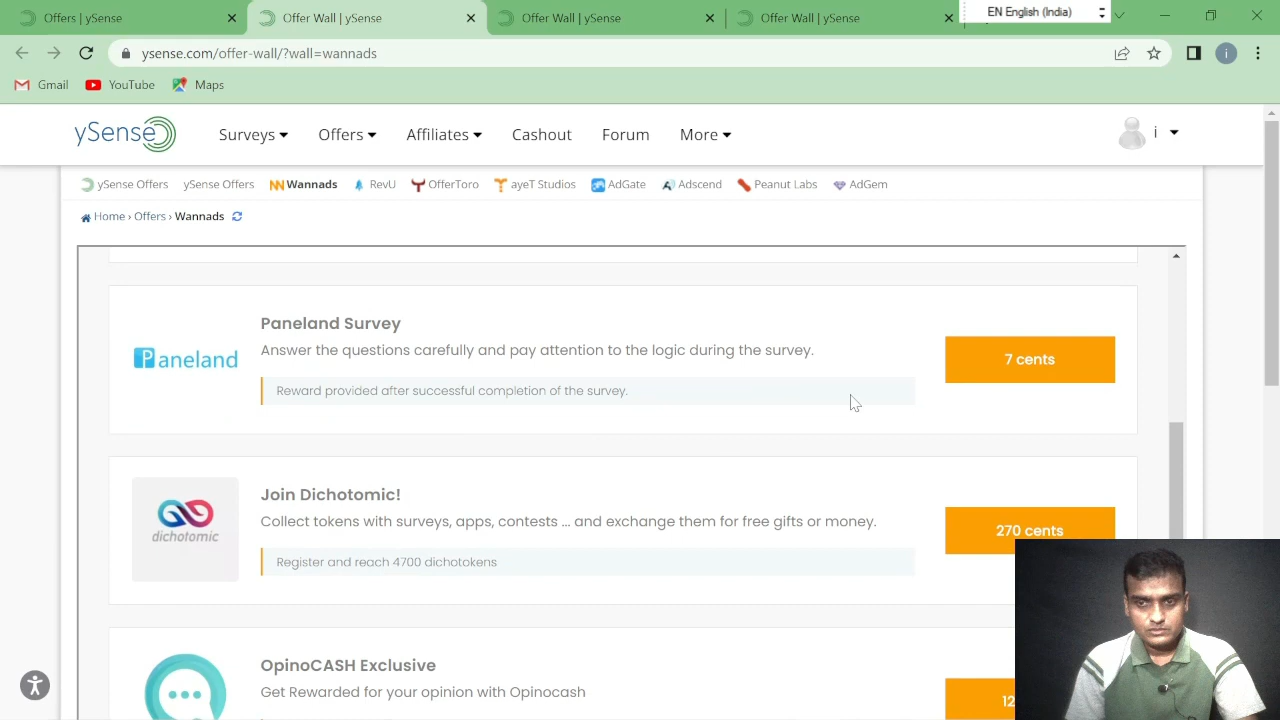 Offer Wall | ySense
Offer Wall | ySense
Offer Wall | ySense
Offer Wall | ySense
EN English (India)
ysense.com/offer-wall/?wall=wannads
i
Gmail YouTube Maps
ySense Surveys Offers Affiliates Cashout Forum More i
ySense Offers ySense Offers Wannads RevU OfferToro ayeT Studios AdGate Adscend Peanut Labs AdGem
Home › Offers › Wannads
Paneland
Paneland Survey
Answer the questions carefully and pay attention to the logic during the survey.
Reward provided after successful completion of the survey.
7 cents
dichotomic
Join Dichotomic!
Collect tokens with surveys, apps, contests ... and exchange them for free gifts or money.
Register and reach 4700 dichotokens
270 cents
OpinoCASH Exclusive
Get Rewarded for your opinion with Opinocash